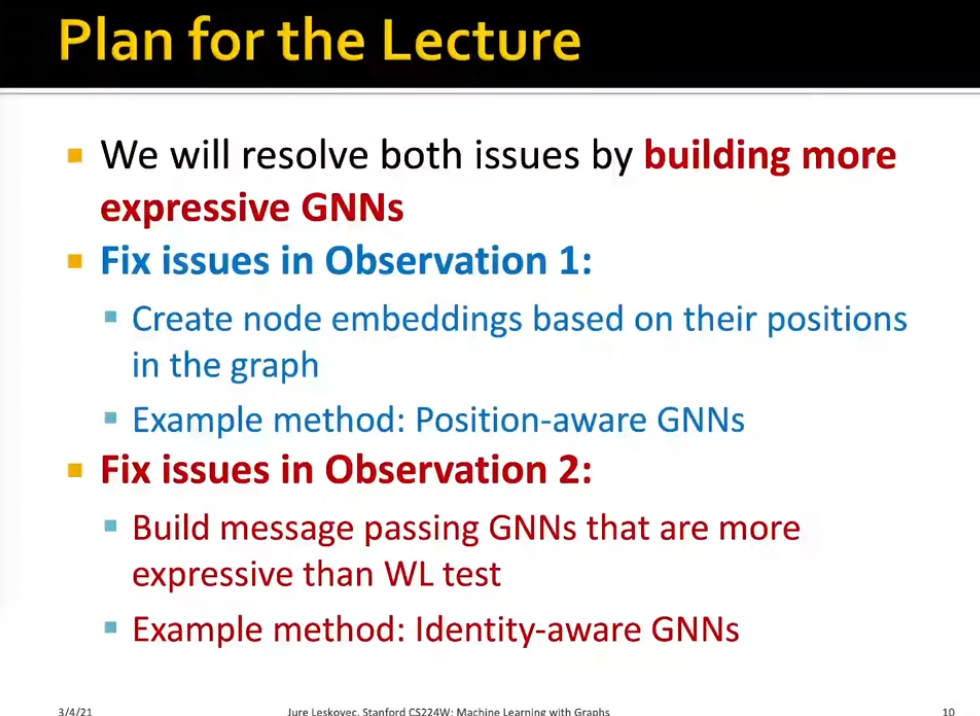 Plan for the Lecture
We will resolve both issues by building more
expressive GNNs
Fix issues in Observation 1:
Create node embeddings based on their positions
in the graph
Example method: Position-aware GNNs
Fix issues in Observation 2:
Build message passing GNNs that are more
expressive than WL test
Example method: Identity-aware GNNs
3/4/21 Jure Leskovec, Stanford CS224W: Machine Learning with Graphs 10